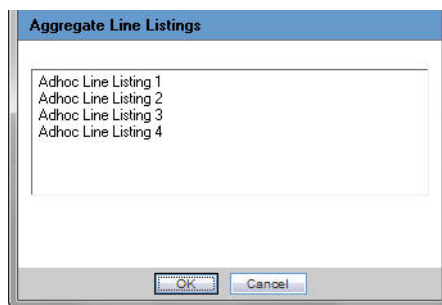 Aggregate Line Listings
Adhoc Line Listing 1
Adhoc Line Listing 2
Adhoc Line Listing 3
Adhoc Line Listing 4
OK
Cancel